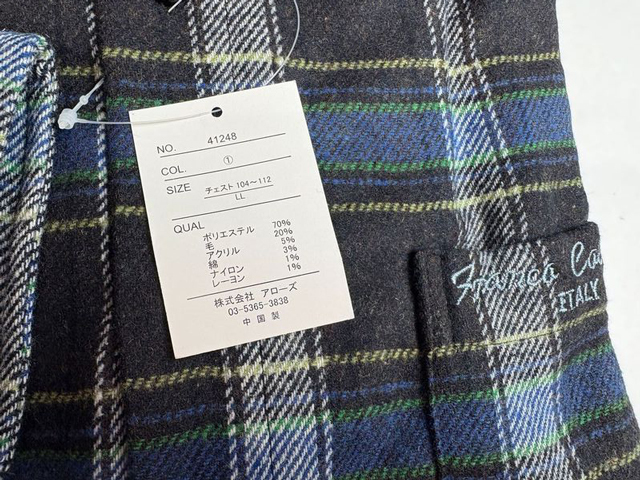 NO. 41248
COL. ①
SIZE チェスト 104〜112
LL
QUAL
ポリエステル 70%
毛 20%
アクリル 5%
綿 3%
ナイロン 1%
レーヨン 1%
株式会社 アローズ
03-5365-3838
中国製
Franco
ITALY